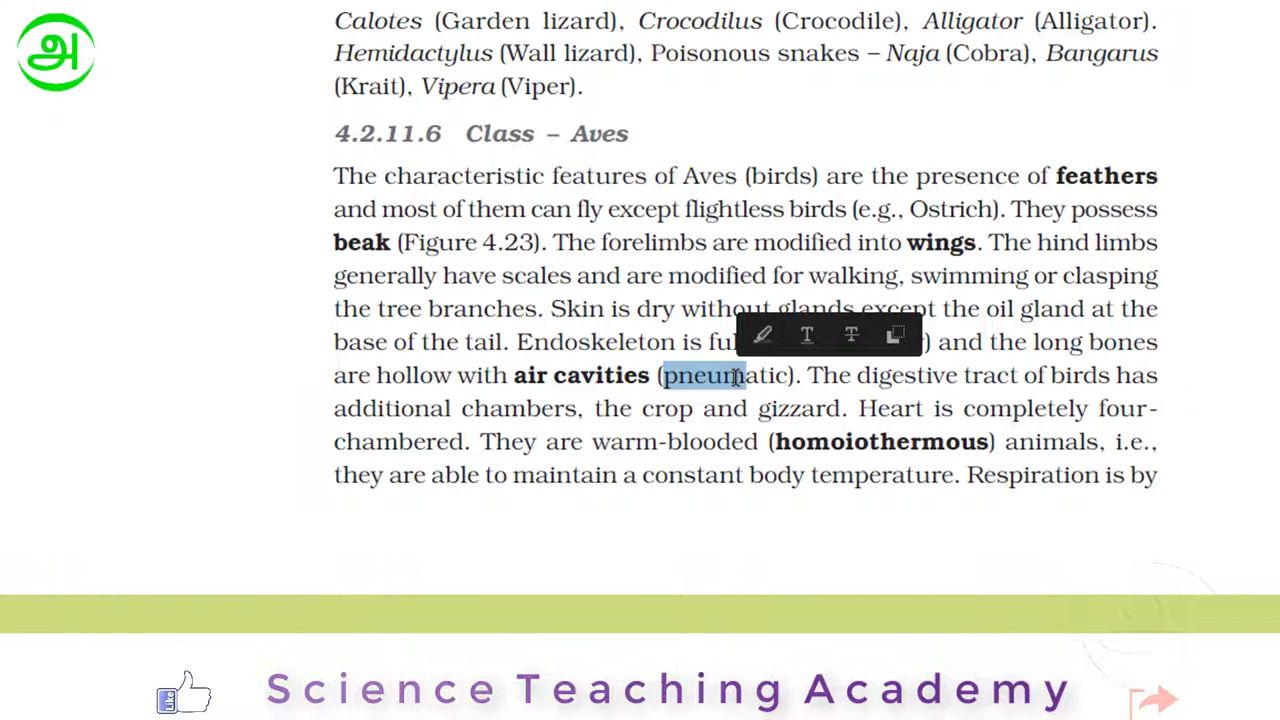 அ
Calotes (Garden lizard), Crocodilus (Crocodile), Alligator (Alligator).
Hemidactylus (Wall lizard), Poisonous snakes – Naja (Cobra), Bangarus
(Krait), Vipera (Viper).
4.2.11.6 Class – Aves
The characteristic features of Aves (birds) are the presence of feathers
and most of them can fly except flightless birds (e.g., Ostrich). They possess
beak (Figure 4.23). The forelimbs are modified into wings. The hind limbs
generally have scales and are modified for walking, swimming or clasping
the tree branches. Skin is dry without glands except the oil gland at the
base of the tail. Endoskeleton is and the long bones
are hollow with air cavities (pneumatic). The digestive tract of birds has
additional chambers, the crop and gizzard. Heart is completely four-
chambered. They are warm-blooded (homoiothermous) animals, i.e.,
they are able to maintain a constant body temperature. Respiration is by
Science Teaching Academy